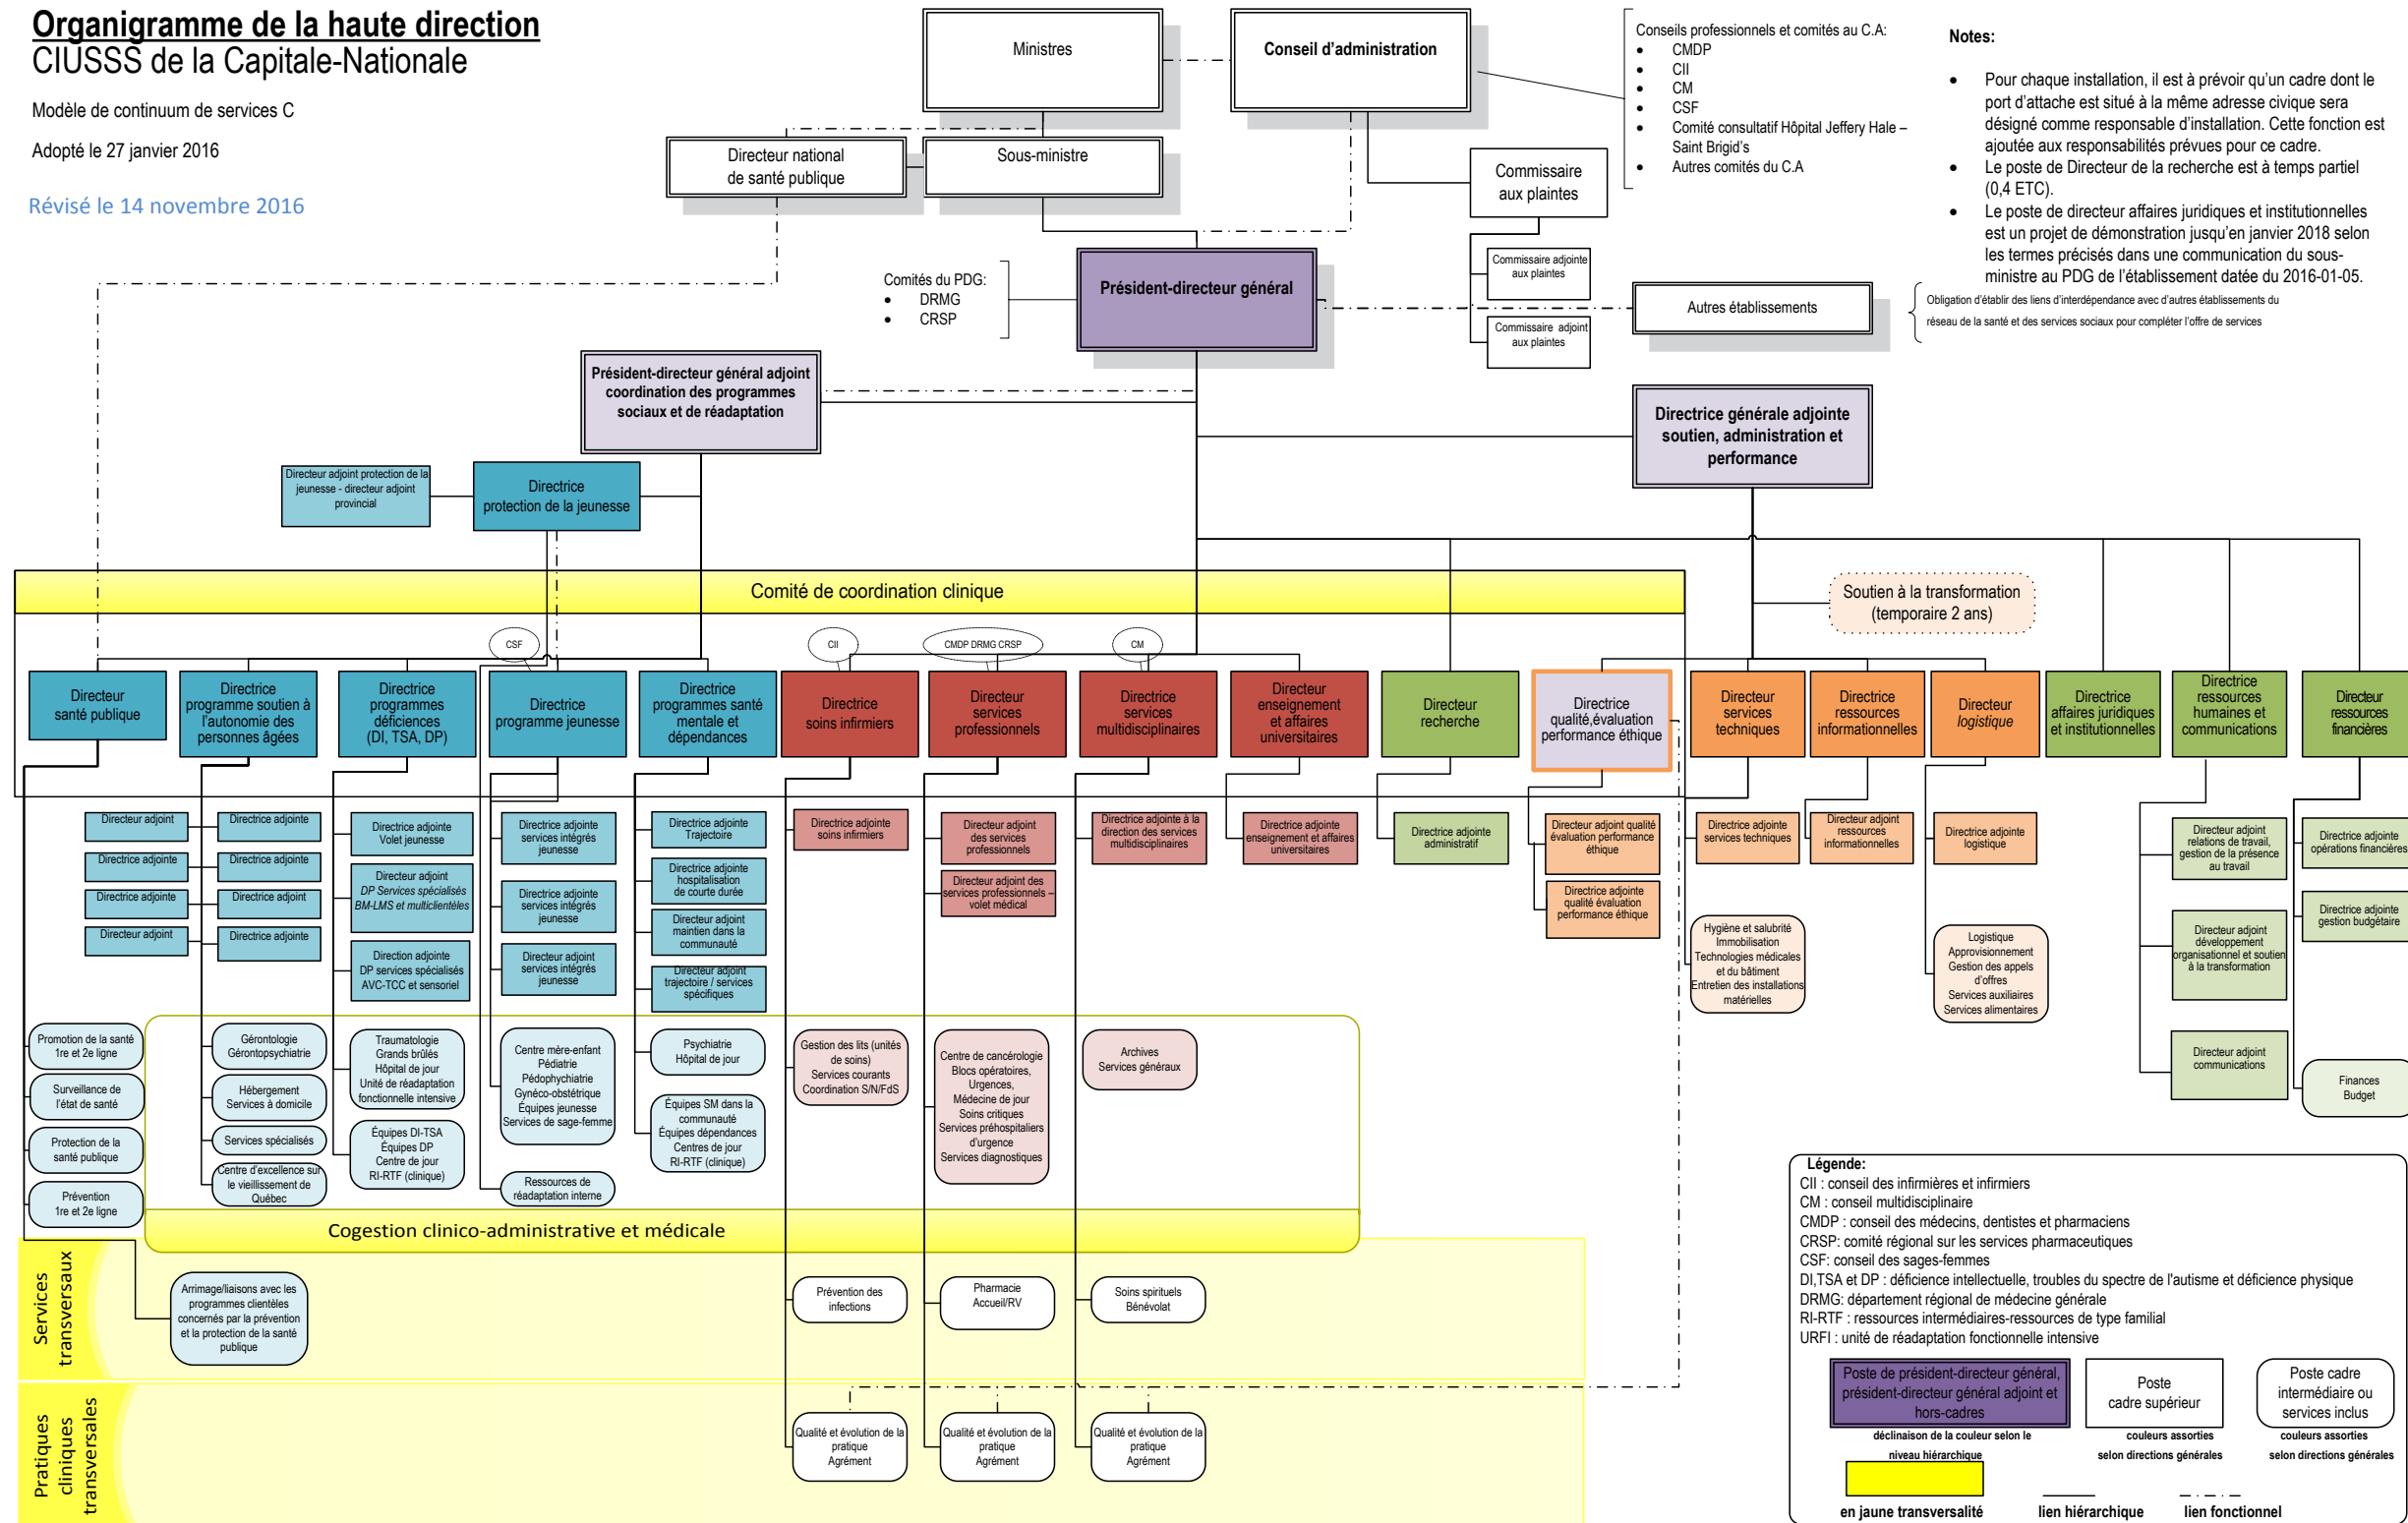 Organigramme de la haute direction
CIUSSS de la Capitale-Nationale
Modèle de continuum de services C
Adopté le 27 janvier 2016
Révisé le 14 novembre 2016
Ministres
Conseil d'administration
Conseils professionnels et comités au C.A:
• CMDP
• CII
• CM
• CSF
• Comité consultatif Hôpital Jeffery Hale –
Saint Brigid's
• Autres comités du C.A
Notes:
• Pour chaque installation, il est à prévoir qu'un cadre dont le
port d'attache est situé à la même adresse civique sera
désigné comme responsable d'installation. Cette fonction est
ajoutée aux responsabilités prévues pour ce cadre.
• Le poste de Directeur de la recherche est à temps partiel
(0,4 ETC).
• Le poste de directeur affaires juridiques et institutionnelles
est un projet de démonstration jusqu'en janvier 2018 selon
les termes précisés dans une communication du sous-
ministre au PDG de l'établissement datée du 2016-01-05.
Directeur national
de santé publique
Sous-ministre
Commissaire
aux plaintes
Commissaire adjointe
aux plaintes
Commissaire adjoint
aux plaintes
Comités du PDG:
• DRMG
• CRSP
Président-directeur général
Autres établissements
Obligation d'établir des liens d'interdépendance avec d'autres établissements du
réseau de la santé et des services sociaux pour compléter l'offre de services
Président-directeur général adjoint
coordination des programmes
sociaux et de réadaptation
Directrice générale adjointe
soutien, administration et
performance
Directeur adjoint protection de la
jeunesse - directeur adjoint
provincial
Directrice
protection de la jeunesse
Comité de coordination clinique
Soutien à la transformation
(temporaire 2 ans)
CSF
CII
CMDP DRMG CRSP
CM
Directeur
santé publique
Directrice
programme soutien à
l'autonomie des
personnes âgées
Directrice
programmes
déficiences
(DI, TSA, DP)
Directrice
programme jeunesse
Directrice
programmes santé
mentale et
dépendances
Directrice
soins infirmiers
Directeur
services
professionnels
Directrice
services
multidisciplinaires
Directeur
enseignement
et affaires
universitaires
Directeur
recherche
Directrice
qualité,évaluation
performance éthique
Directeur
services
techniques
Directrice
ressources
informationnelles
Directeur
logistique
Directrice
affaires juridiques
et institutionnelles
Directrice
ressources
humaines et
communications
Directeur
ressources
financières
Directeur adjoint
Directrice adjointe
Directrice adjointe
Directeur adjoint
Directrice adjointe
Directrice adjointe
Directrice adjoint
Directrice adjointe
Directrice adjointe
Volet jeunesse
Directeur adjoint
DP Services spécialisés
BM-LMS et multiclientèles
Direction adjointe
DP services spécialisés
AVC-TCC et sensoriel
Directrice adjointe
services intégrés
jeunesse
Directrice adjointe
services intégrés
jeunesse
Directeur adjoint
services intégrés
jeunesse
Directrice adjointe
Trajectoire
Directrice adjointe
hospitalisation
de courte durée
Directeur adjoint
maintien dans la
communauté
Directeur adjoint
trajectoire / services
spécifiques
Directrice adjointe
soins infirmiers
Directeur adjoint
des services
professionnels
Directeur adjoint des
services professionnels –
volet médical
Directrice adjointe à la
direction des services
multidisciplinaires
Directrice adjointe
enseignement et affaires
universitaires
Directrice adjointe
administratif
Directeur adjoint qualité
évaluation performance
éthique
Directrice adjointe
qualité évaluation
performance éthique
Directrice adjointe
services techniques
Directeur adjoint
ressources
informationnelles
Directrice adjointe
logistique
Directeur adjoint
relations de travail,
gestion de la présence
au travail
Directeur adjoint
développement
organisationnel et soutien
à la transformation
Directeur adjoint
communications
Directrice adjointe
opérations financières
Directrice adjointe
gestion budgétaire
Hygiène et salubrité
Immobilisation
Technologies médicales
et du bâtiment
Entretien des installations
matérielles
Logistique
Approvisionnement
Gestion des appels
d'offres
Services auxiliaires
Services alimentaires
Finances
Budget
Promotion de la santé
1re et 2e ligne
Surveillance de
l'état de santé
Protection de la
santé publique
Prévention
1re et 2e ligne
Gérontologie
Gérontopsychiatrie
Hébergement
Services à domicile
Services spécialisés
Centre d'excellence sur
le vieillissement de
Québec
Traumatologie
Grands brûlés
Hôpital de jour
Unité de réadaptation
fonctionnelle intensive
Équipes DI-TSA
Équipes DP
Centre de jour
RI-RTF (clinique)
Centre mère-enfant
Pédiatrie
Pédophychiatrie
Gynéco-obstétrique
Équipes jeunesse
Services de sage-femme
Ressources de
réadaptation interne
Psychiatrie
Hôpital de jour
Équipes SM dans la
communauté
Équipes dépendances
Centres de jour
RI-RTF (clinique)
Gestion des lits (unités
de soins)
Services courants
Coordination S/N/FdS
Centre de cancérologie
Blocs opératoires,
Urgences,
Médecine de jour
Soins critiques
Services préhospitaliers
d'urgence
Services diagnostiques
Archives
Services généraux
Cogestion clinico-administrative et médicale
Services
transversaux
Arrimage/liaisons avec les
programmes clientèles
concernés par la prévention
et la protection de la santé
publique
Prévention des
infections
Pharmacie
Accueil/RV
Soins spirituels
Bénévolat
Pratiques
cliniques
transversales
Qualité et évolution de la
pratique
Agrément
Qualité et évolution de la
pratique
Agrément
Qualité et évolution de la
pratique
Agrément
Légende:
CII : conseil des infirmières et infirmiers
CM : conseil multidisciplinaire
CMDP : conseil des médecins, dentistes et pharmaciens
CRSP: comité régional sur les services pharmaceutiques
CSF: conseil des sages-femmes
DI,TSA et DP : déficience intellectuelle, troubles du spectre de l'autisme et déficience physique
DRMG: département régional de médecine générale
RI-RTF : ressources intermédiaires-ressources de type familial
URFI : unité de réadaptation fonctionnelle intensive
Poste de président-directeur général,
président-directeur général adjoint et
hors-cadres
déclinaison de la couleur selon le
niveau hiérarchique
Poste
cadre supérieur
couleurs assorties
selon directions générales
Poste cadre
intermédiaire ou
services inclus
couleurs assorties
selon directions générales
en jaune transversalité
lien hiérarchique
lien fonctionnel